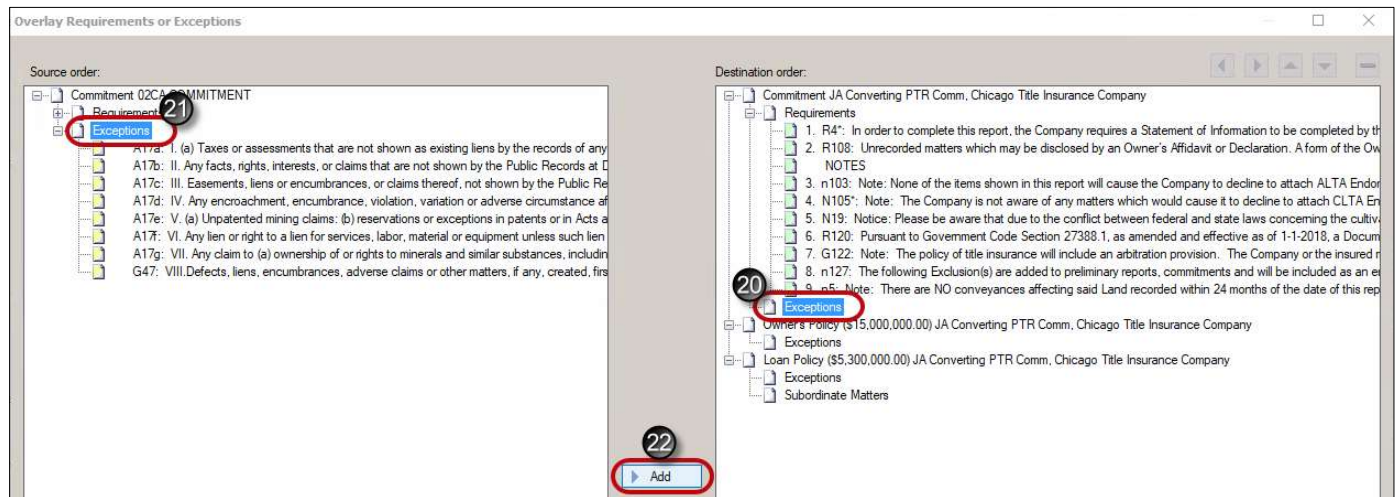 Overlay Requirements or Exceptions
Source order:
Commitment 02CA COMMITMENT
Requirements
21
Exceptions
A17a: I. (a) Taxes or assessments that are not shown as existing liens by the records of any
A17b: II. Any facts, rights, interests, or claims that are not shown by the Public Records at D
A17c: III. Easements, liens or encumbrances, or claims thereof, not shown by the Public Re
A17d: IV. Any encroachment, encumbrance, violation, variation or adverse circumstance af
A17e: V. (a) Unpatented mining claims: (b) reservations or exceptions in patents or in Acts a
A17f: VI. Any lien or right to a lien for services, labor, material or equipment unless such lien
A17g: VII. Any claim to (a) ownership of or rights to minerals and similar substances, includin
G47: VIII.Defects, liens, encumbrances, adverse claims or other matters, if any, created, firs
22
Add
Destination order:
Commitment JA Converting PTR Comm, Chicago Title Insurance Company
Requirements
1. R4*: In order to complete this report, the Company requires a Statement of Information to be completed by th
2. R108: Unrecorded matters which may be disclosed by an Owner's Affidavit or Declaration. A form of the Ow
NOTES
3. n103: Note: None of the items shown in this report will cause the Company to decline to attach ALTA Endor
4. N105*: Note: The Company is not aware of any matters which would cause it to decline to attach CLTA En
5. N19: Notice: Please be aware that due to the conflict between federal and state laws concerning the cultiv
6. R120: Pursuant to Government Code Section 27388.1, as amended and effective as of 1-1-2018, a Docum
7. G122: Note: The policy of title insurance will include an arbitration provision. The Company or the insured m
8. n127: The following Exclusion(s) are added to preliminary reports, commitments and will be included as an e
9. n5: Note: There are NO conveyances affecting said Land recorded within 24 months of the date of this rep
20
Exceptions
Owner's Policy ($15,000,000.00) JA Converting PTR Comm, Chicago Title Insurance Company
Exceptions
Loan Policy ($5,300,000.00) JA Converting PTR Comm, Chicago Title Insurance Company
Exceptions
Subordinate Matters